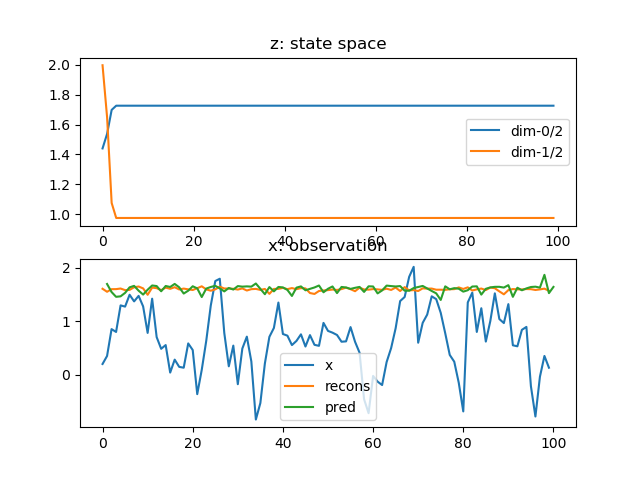 z: state space
2.0
1.8
1.6
1.4
1.2
1.0
dim-0/2
dim-1/2
0 20 40 60 80 100
x: observation
2
1
0
x
recons
pred
0 20 40 60 80 100